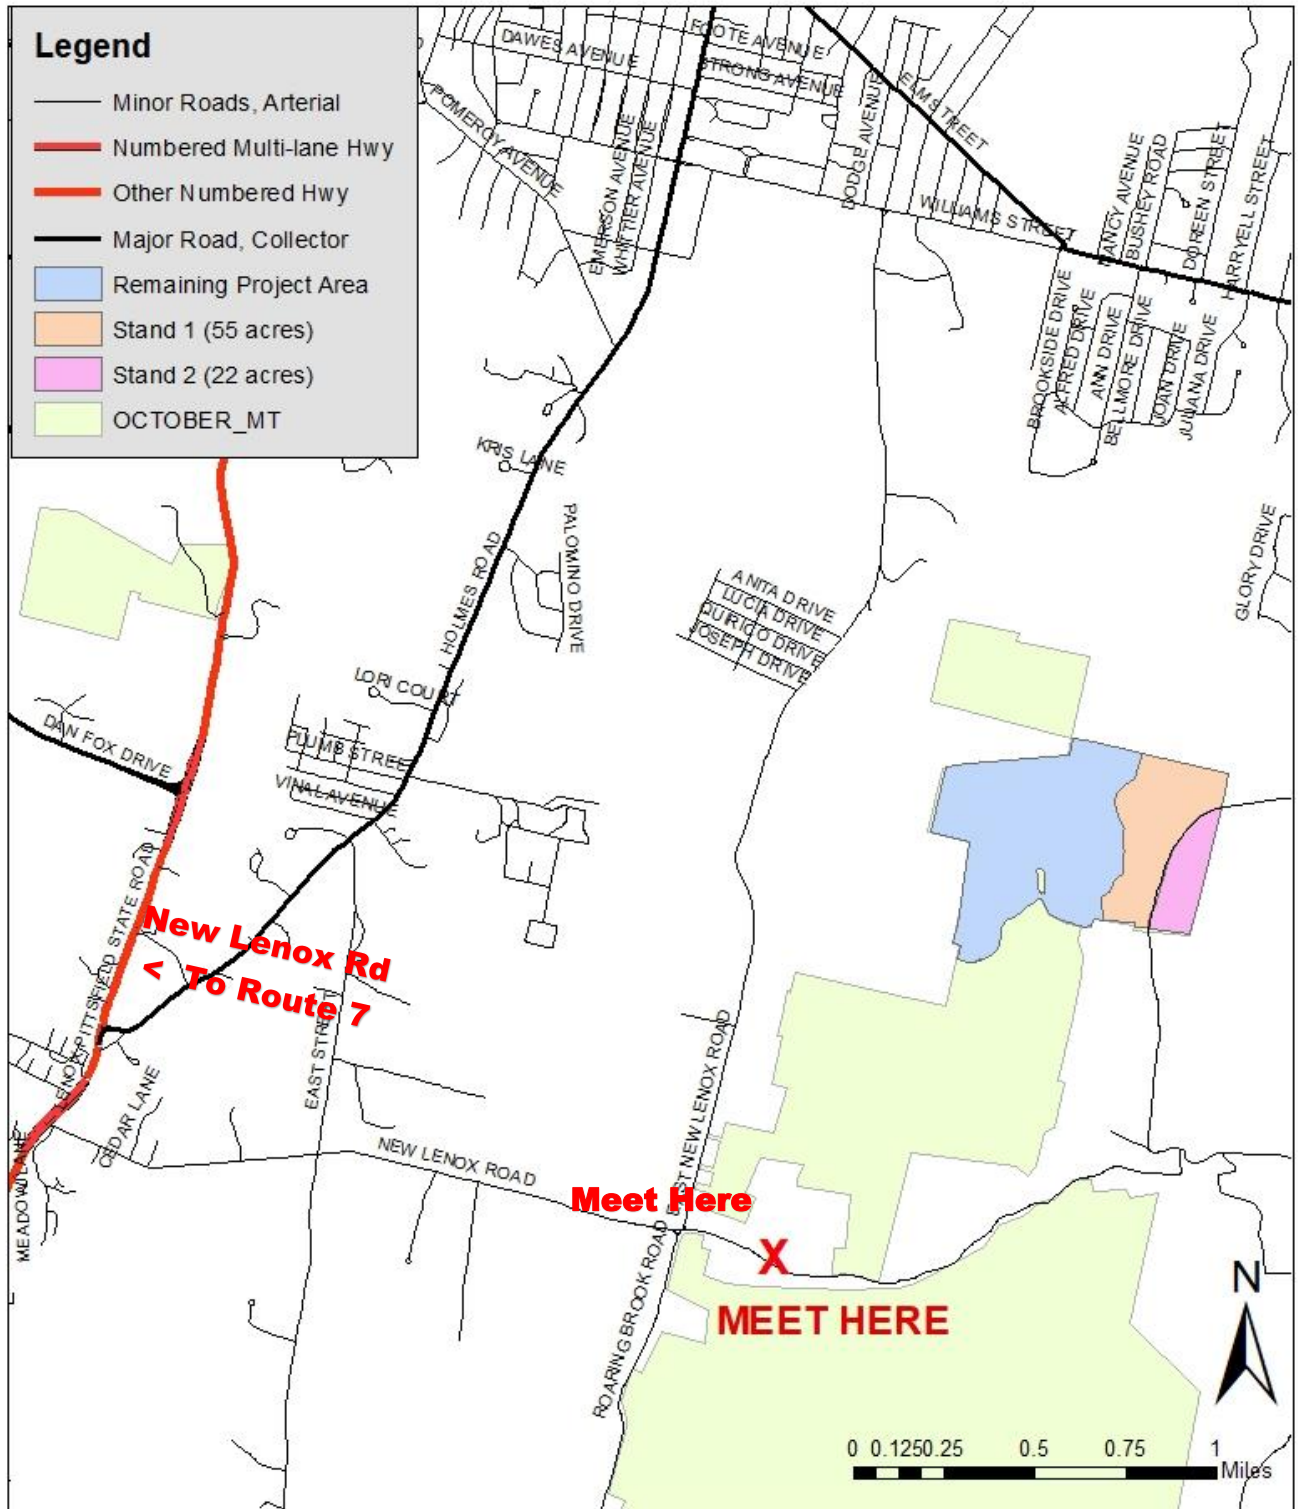 Legend
Minor Roads, Arterial
Numbered Multi-lane Hwy
Other Numbered Hwy
Major Road, Collector
Remaining Project Area
Stand 1 (55 acres)
Stand 2 (22 acres)
OCTOBER_MT
DAWES AVENUE
FOOTE AVENUE
STRONG AVENUE
POMEROY AVENUE
EMERSON AVENUE
WHITTIER AVENUE
DODGE AVENUE
ELM STREET
WILLIAMS STREET
NANCY AVENUE
BUSHEY ROAD
DOREEN STREET
HARRYELL STREET
BROOKSIDE DRIVE
ALFRED DRIVE
ANN DRIVE
BELLMORE DRIVE
JOAN DRIVE
JULIANA DRIVE
KRIS LANE
PALOMINO DRIVE
HOLMES ROAD
GLORY DRIVE
ANITA DRIVE
LUCIA DRIVE
QUIRICO DRIVE
JOSEPH DRIVE
LORI COURT
DAN FOX DRIVE
PLUMB STREET
VINAL AVENUE
LENOX PITTSFIELD STATE ROAD
New Lenox Rd
< To Route 7
EAST STREET
CEDAR LANE
MEADOW LANE
NEW LENOX ROAD
EAST NEW LENOX ROAD
Meet Here
X
MEET HERE
ROARING BROOK ROAD
N
0 0.125 0.25 0.5 0.75 1
Miles